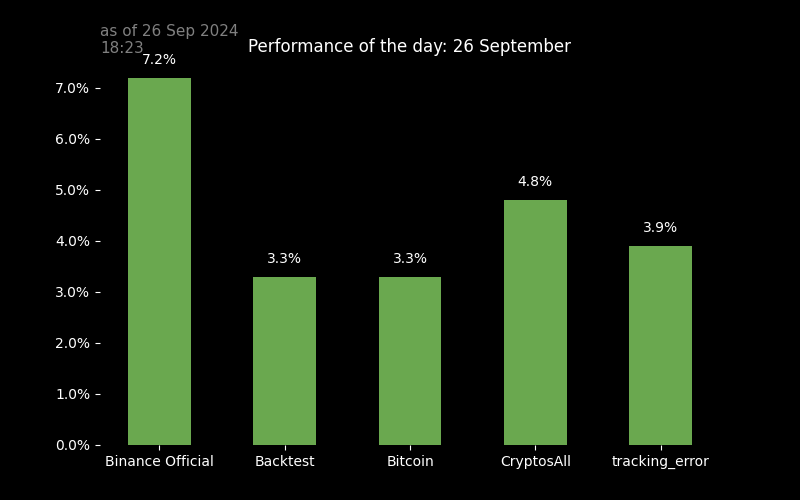 as of 26 Sep 2024
18:23
Performance of the day: 26 September
7.2%
3.3%
3.3%
4.8%
3.9%
7.0%
6.0%
5.0%
4.0%
3.0%
2.0%
1.0%
0.0%
Binance Official
Backtest
Bitcoin
CryptosAll
tracking_error